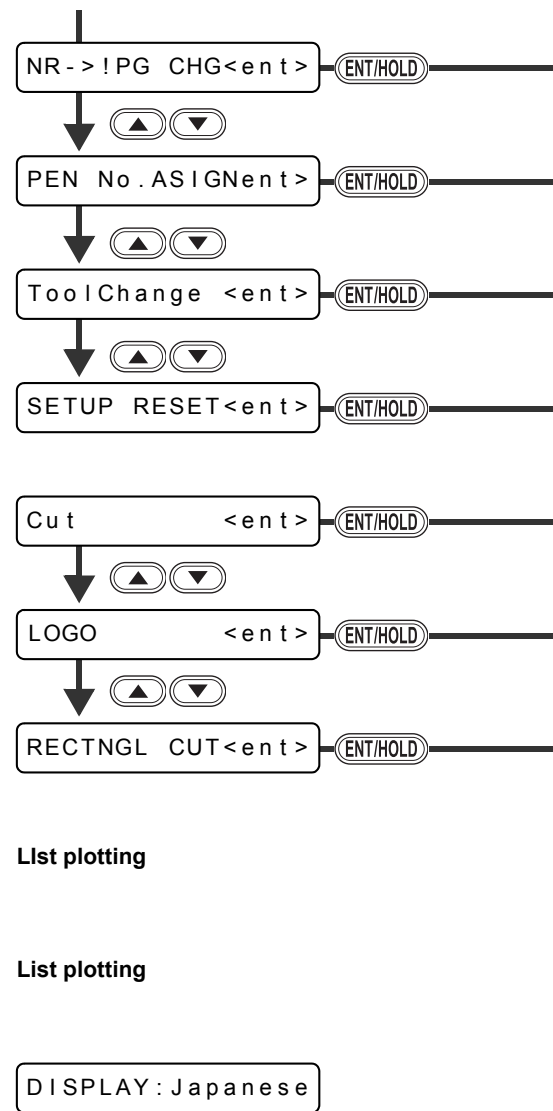 NR->!PG CHG<ent> ENT/HOLD
PEN No.ASIGNent> ENT/HOLD
ToolChange <ent> ENT/HOLD
SETUP RESET<ent> ENT/HOLD
Cut <ent> ENT/HOLD
LOGO <ent> ENT/HOLD
RECTNGL CUT<ent> ENT/HOLD
LIst plotting
List plotting
DISPLAY:Japanese